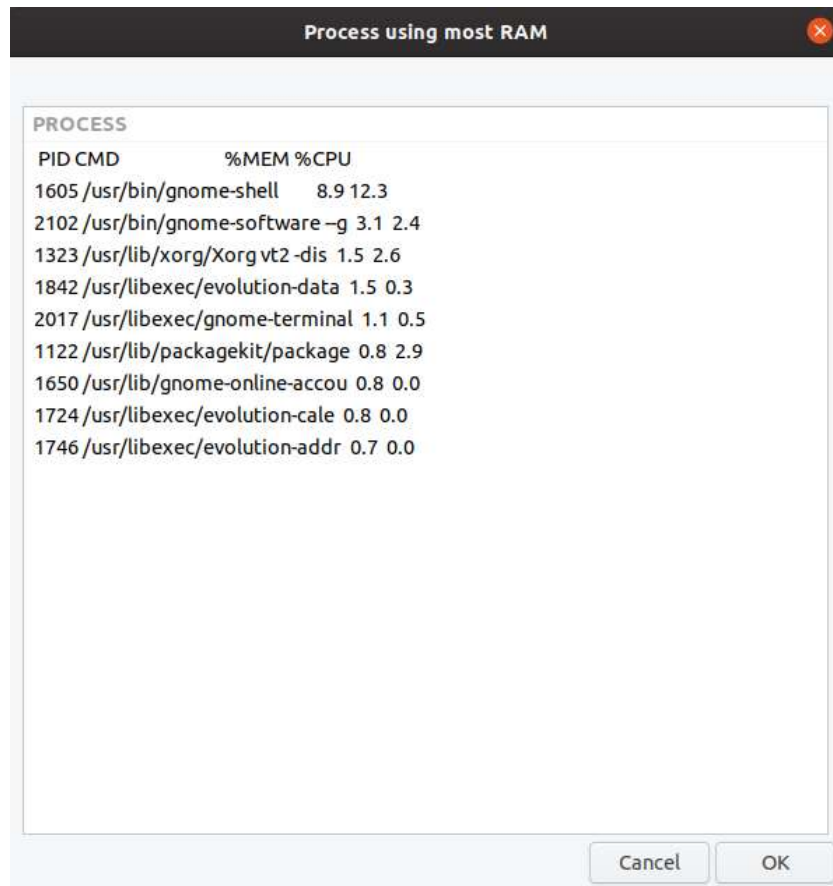 Process using most RAM
PROCESS
PID CMD %MEM %CPU
1605 /usr/bin/gnome-shell 8.9 12.3
2102 /usr/bin/gnome-software --g 3.1 2.4
1323 /usr/lib/xorg/Xorg vt2 -dis 1.5 2.6
1842 /usr/libexec/evolution-data 1.5 0.3
2017 /usr/libexec/gnome-terminal 1.1 0.5
1122 /usr/lib/packagekit/package 0.8 2.9
1650 /usr/lib/gnome-online-accou 0.8 0.0
1724 /usr/libexec/evolution-cale 0.8 0.0
1746 /usr/libexec/evolution-addr 0.7 0.0
Cancel OK